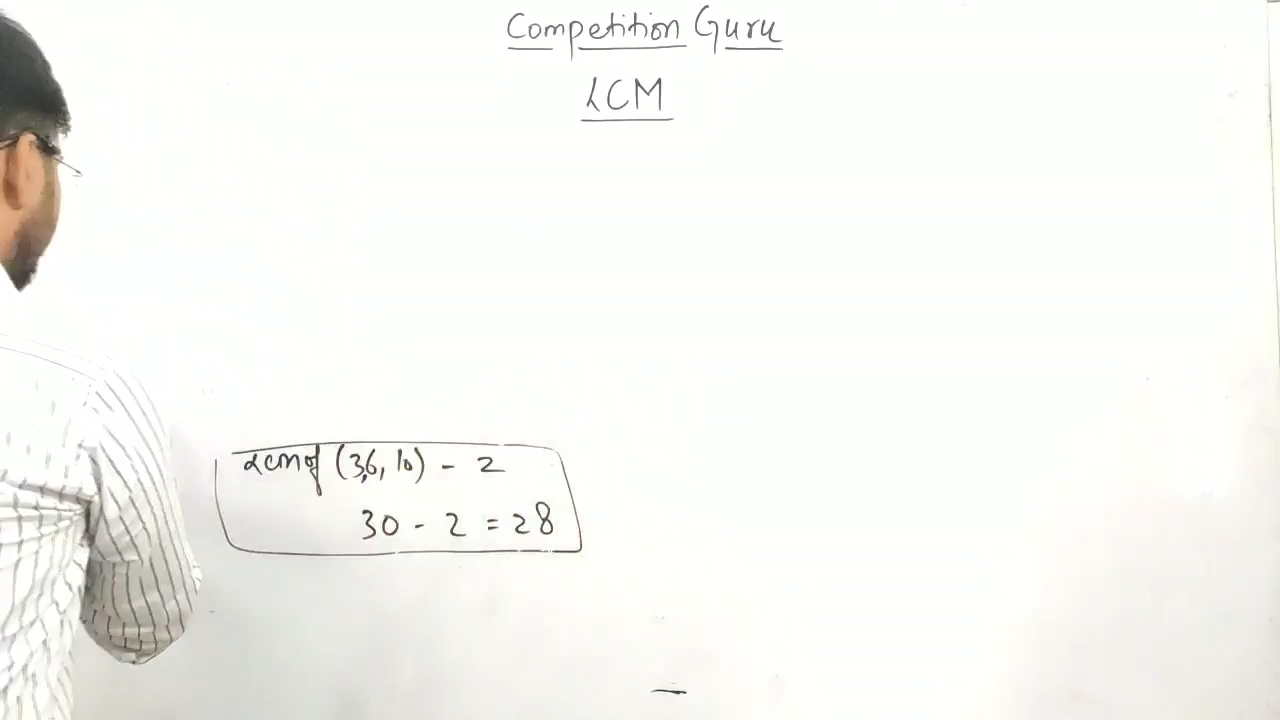 Competition Guru
LCM
LCM of (3,6, 10) - 2
30 - 2 = 28